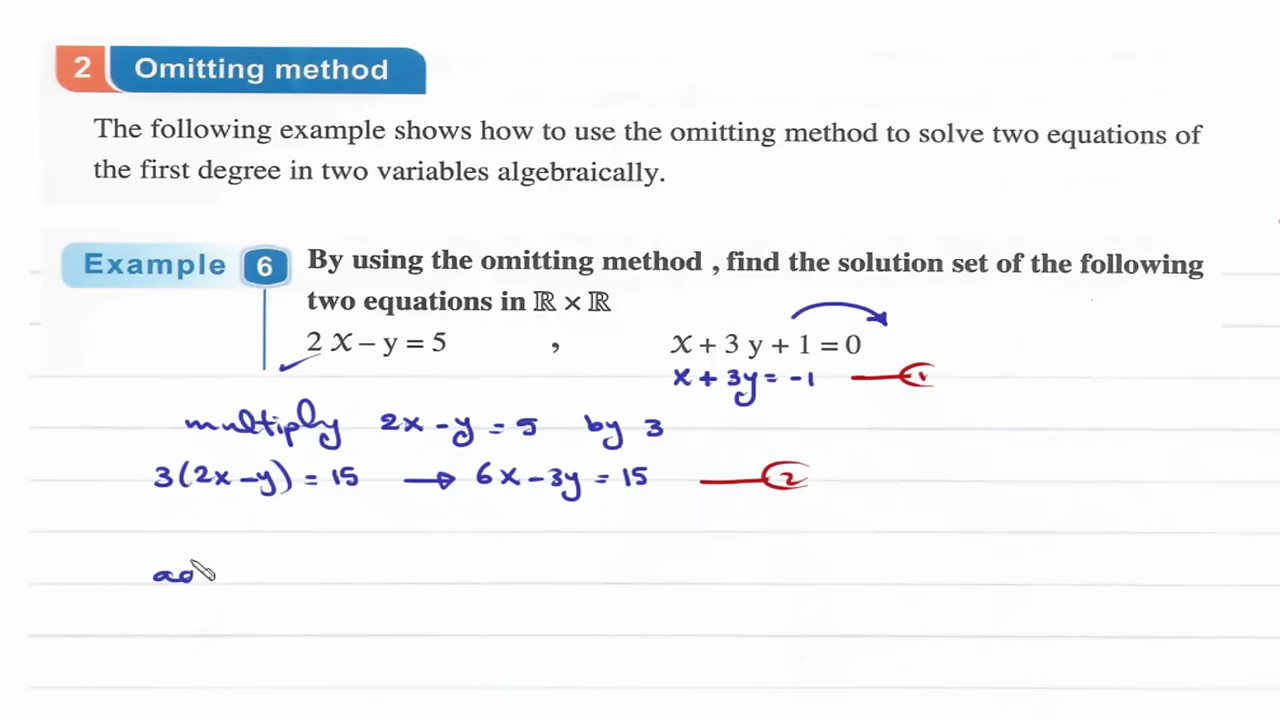 2 Omitting method
The following example shows how to use the omitting method to solve two equations of
the first degree in two variables algebraically.
Example 6 By using the omitting method , find the solution set of the following
two equations in ℝ × ℝ
2 x – y = 5 , x + 3 y + 1 = 0
x + 3y = -1 ① 
multiply 2x - y = 5 by 3
3(2x - y) = 15 → 6x - 3y = 15 ②
ad